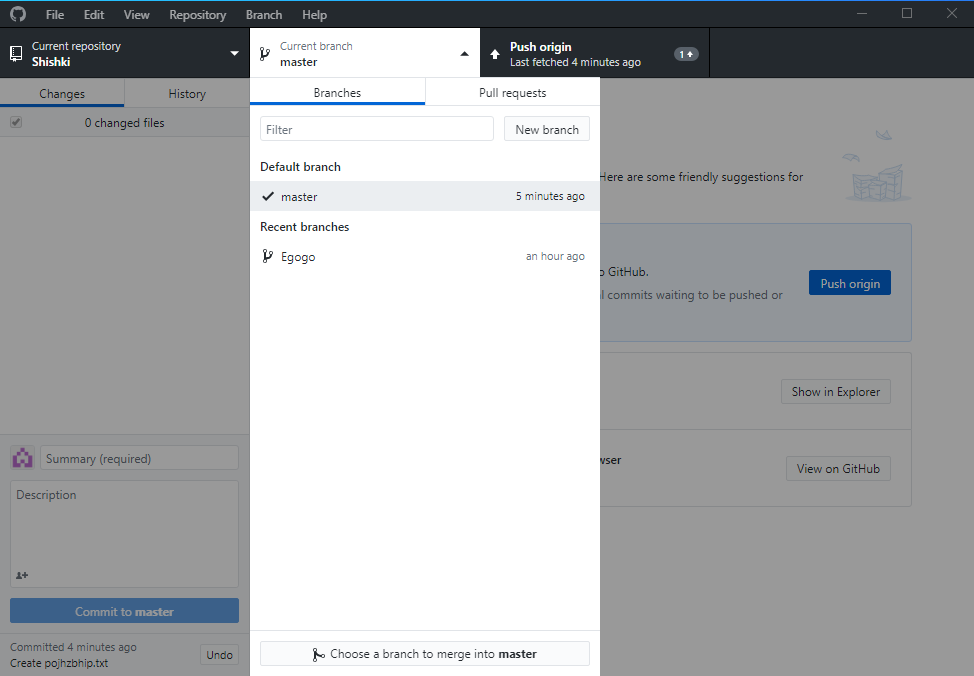 File Edit View Repository Branch Help
Current repository
Shishki
Current branch
master
Push origin
Last fetched 4 minutes ago
1
Changes
History
0 changed files
Branches
Pull requests
Filter
New branch
Default branch
master
5 minutes ago
Recent branches
Egogo
an hour ago
Here are some friendly suggestions for
o GitHub.
l commits waiting to be pushed or
Push origin
Show in Explorer
wser
View on GitHub
Summary (required)
Description
Commit to master
Committed 4 minutes ago
Create pojhzbhip.txt
Undo
Choose a branch to merge into master